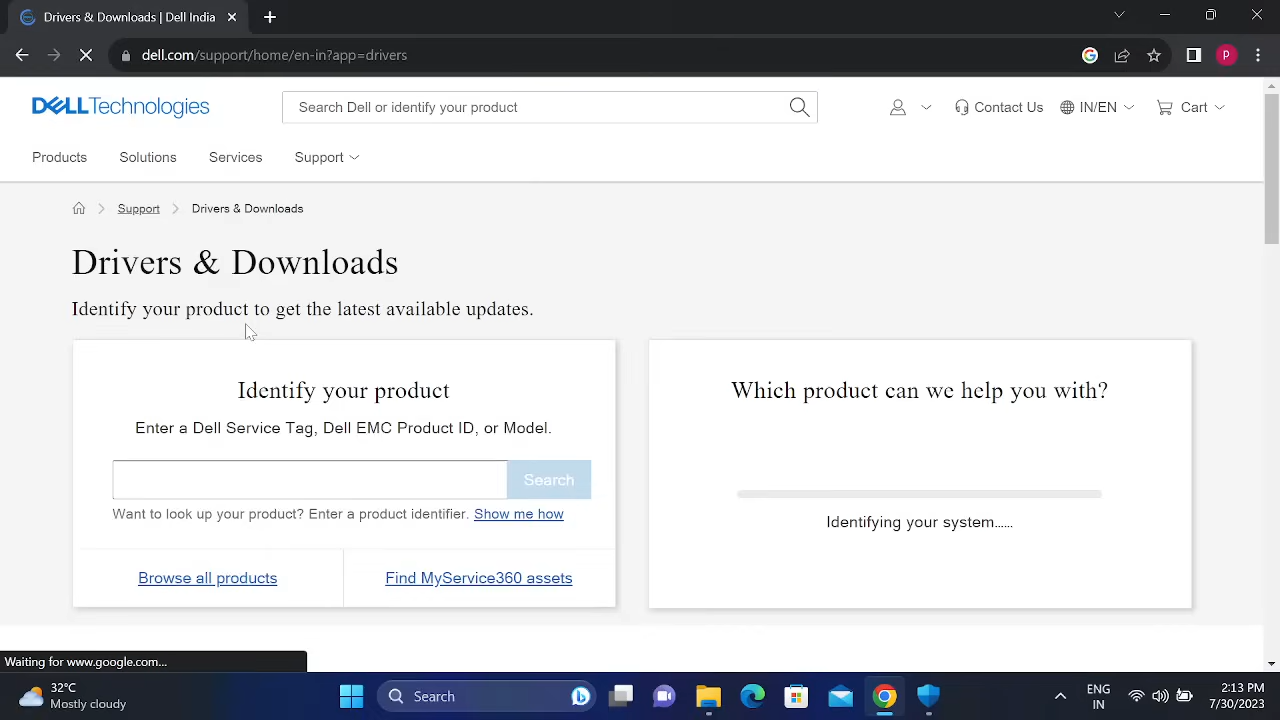 Drivers & Downloads | Dell India
dell.com/support/home/en-in?app=drivers
P
DELLTechnologies
Search Dell or identify your product
Contact Us
IN/EN
Cart
Products
Solutions
Services
Support
Support
Drivers & Downloads
Drivers & Downloads
Identify your product to get the latest available updates.
Identify your product
Enter a Dell Service Tag, Dell EMC Product ID, or Model.
Search
Want to look up your product? Enter a product identifier. Show me how
Browse all products
Find MyService360 assets
Which product can we help you with?
Identifying your system......
Waiting for www.google.com...
32°C
Mostly cloudy
Search
ENG
IN
2:13 PM
7/30/2023